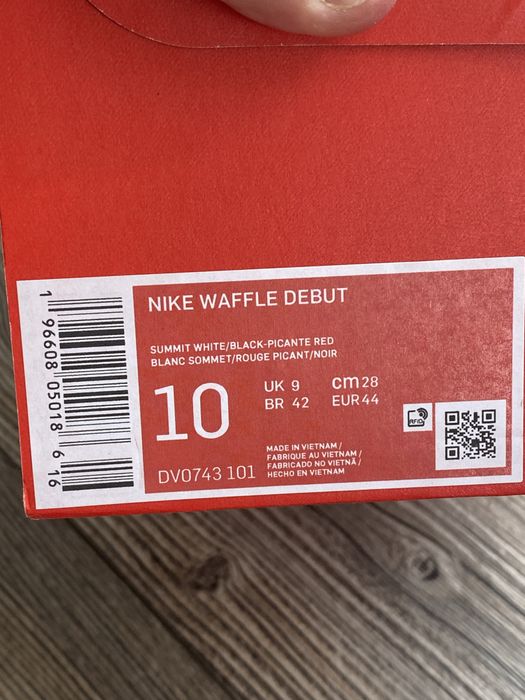 NIKE WAFFLE DEBUT
SUMMIT WHITE/BLACK-PICANTE RED
BLANC SOMMET/ROUGE PICANT/NOIR
10
UK 9
cm 28
BR 42
EUR 44
RFID
DV0743 101
MADE IN VIETNAM /
FABRIQUE AU VIETNAM /
FABRICADO NO VIETNÃ /
HECHO EN VIETNAM
1 96608 05018 6 16